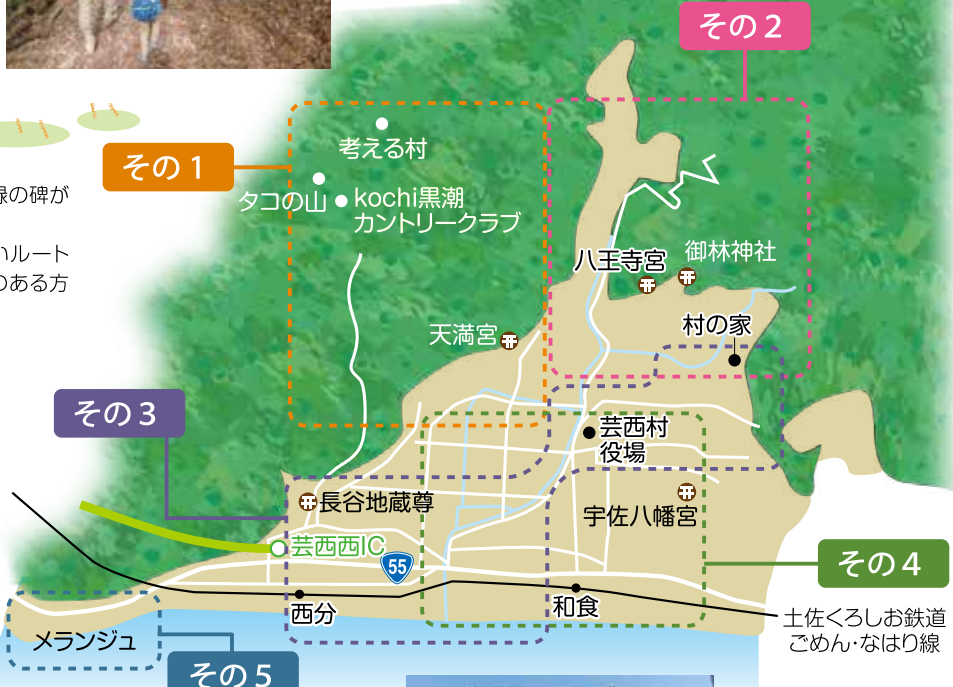 その２
その１
考える村
タコの山
kochi黒潮
カントリークラブ
緑の碑が
いルート
のある方
八王寺宮
御林神社
天満宮
村の家
その３
芸西村
役場
長谷地蔵尊
宇佐八幡宮
芸西西IC
55
その４
西分
和食
土佐くろしお鉄道
ごめん・なはり線
メランジュ
その５